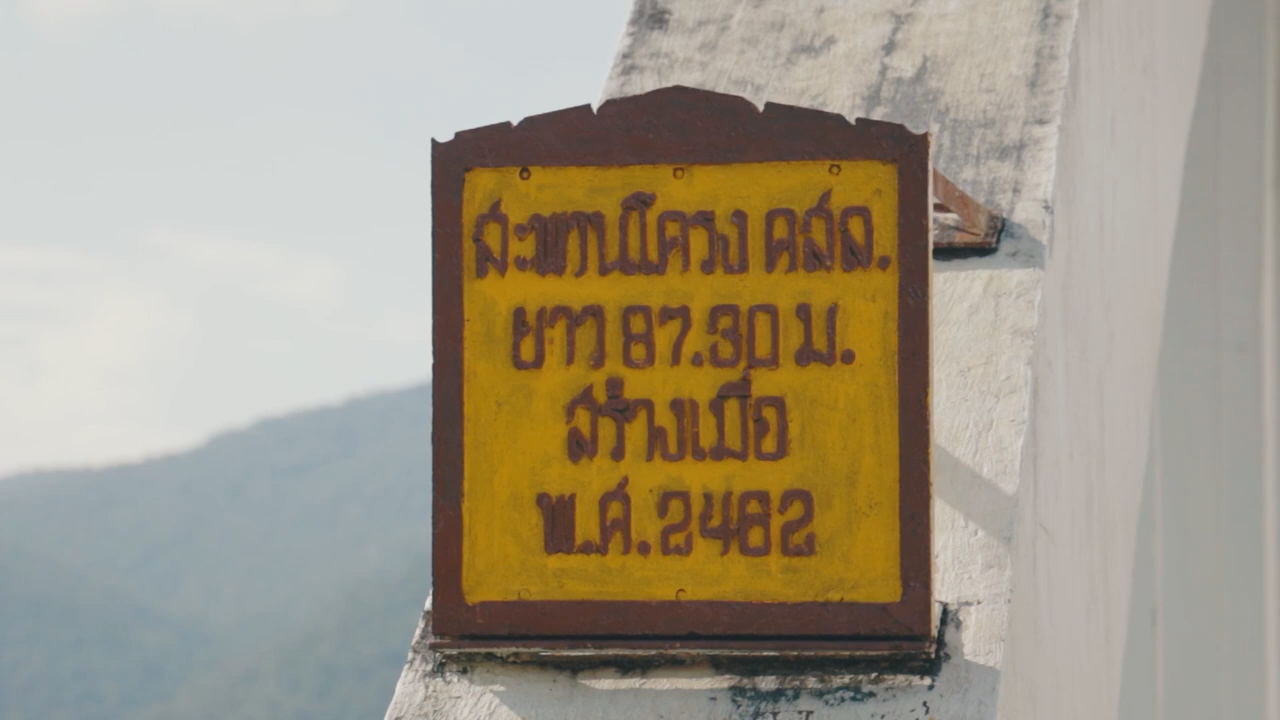 สะพานโครง คสล.
ยาว 87.30 ม.
สร้างเมื่อ
พ.ศ.2462